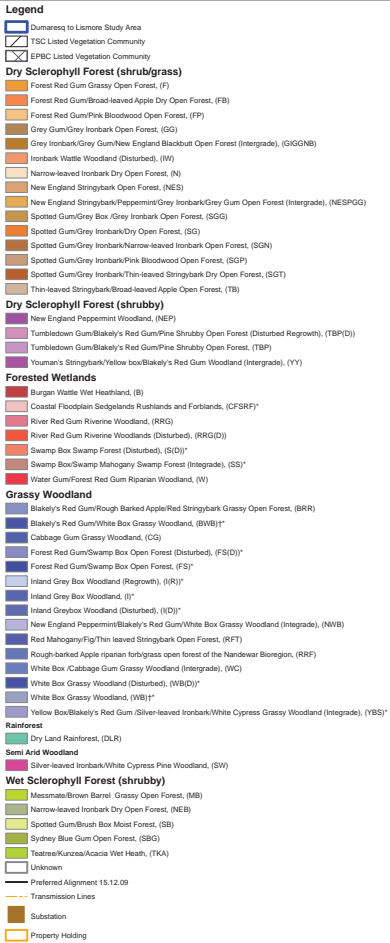 Legend
Dumaresq to Lismore Study Area
TSC Listed Vegetation Community
EPBC Listed Vegetation Community
Dry Sclerophyll Forest (shrub/grass)
Forest Red Gum Grassy Open Forest, (F)
Forest Red Gum/Broad-leaved Apple Dry Open Forest, (FB)
Forest Red Gum/Pink Bloodwood Open Forest, (FP)
Grey Gum/Grey Ironbark Open Forest, (GG)
Grey Ironbark/Grey Gum/New England Blackbutt Open Forest (Intergrade), (GIGGNB)
Ironbark Wattle Woodland (Disturbed), (IW)
Narrow-leaved Ironbark Dry Open Forest, (N)
New England Stringybark Open Forest, (NES)
New England Stringybark/Peppermint/Grey Ironbark/Grey Gum Open Forest (Intergrade), (NESPGG)
Spotted Gum/Grey Box /Grey Ironbark Open Forest, (SGG)
Spotted Gum/Grey Ironbark/Dry Open Forest, (SG)
Spotted Gum/Grey Ironbark/Narrow-leaved Ironbark Open Forest, (SGN)
Spotted Gum/Grey Ironbark/Pink Bloodwood Open Forest, (SGP)
Spotted Gum/Grey Ironbark/Thin-leaved Stringybark Dry Open Forest, (SGT)
Thin-leaved Stringybark/Broad-leaved Apple Open Forest, (TB)
Dry Sclerophyll Forest (shrubby)
New England Peppermint Woodland, (NEP)
Tumbledown Gum/Blakely's Red Gum/Pine Shrubby Open Forest (Disturbed Regrowth), (TBP(D))
Tumbledown Gum/Blakely's Red Gum/Pine Shrubby Open Forest, (TBP)
Youman's Stringybark/Yellow box/Blakely's Red Gum Woodland (Intergrade), (YY)
Forested Wetlands
Burgan Wattle Wet Heathland, (B)
Coastal Floodplain Sedgelands Rushlands and Forblands, (CFSRF)*
River Red Gum Riverine Woodland, (RRG)
River Red Gum Riverine Woodlands (Disturbed), (RRG(D))
Swamp Box Swamp Forest (Disturbed), (S(D))*
Swamp Box/Swamp Mahogany Swamp Forest (Integrade), (SS)*
Water Gum/Forest Red Gum Riparian Woodland, (W)
Grassy Woodland
Blakely's Red Gum/Rough Barked Apple/Red Stringybark Grassy Open Forest, (BRR)
Blakely's Red Gum/White Box Grassy Woodland, (BWB)†*
Cabbage Gum Grassy Woodland, (CG)
Forest Red Gum/Swamp Box Open Forest (Disturbed), (FS(D))*
Forest Red Gum/Swamp Box Open Forest, (FS)*
Inland Grey Box Woodland (Regrowth), (I(R))*
Inland Grey Box Woodland, (I)*
Inland Greybox Woodland (Disturbed), (I(D))*
New England Peppermint/Blakely's Red Gum/White Box Grassy Woodland (Integrade), (NWB)
Red Mahogany/Fig/Thin leaved Stringybark Open Forest, (RFT)
Rough-barked Apple riparian forb/grass open forest of the Nandewar Bioregion, (RRF)
White Box /Cabbage Gum Grassy Woodland (Intergrade), (WC)
White Box Grassy Woodland (Disturbed), (WB(D))*
White Box Grassy Woodland, (WB)†*
Yellow Box/Blakely's Red Gum /Silver-leaved Ironbark/White Cypress Grassy Woodland (Integrade), (YBS)*
Rainforest
Dry Land Rainforest, (DLR)
Semi Arid Woodland
Silver-leaved Ironbark/White Cypress Pine Woodland, (SW)
Wet Sclerophyll Forest (shrubby)
Messmate/Brown Barrel Grassy Open Forest, (MB)
Narrow-leaved Ironbark Dry Open Forest, (NEB)
Spotted Gum/Brush Box Moist Forest, (SB)
Sydney Blue Gum Open Forest, (SBG)
Teatree/Kunzea/Acacia Wet Heath, (TKA)
Unknown
Preferred Alignment 15.12.09
Transmission Lines
Substation
Property Holding